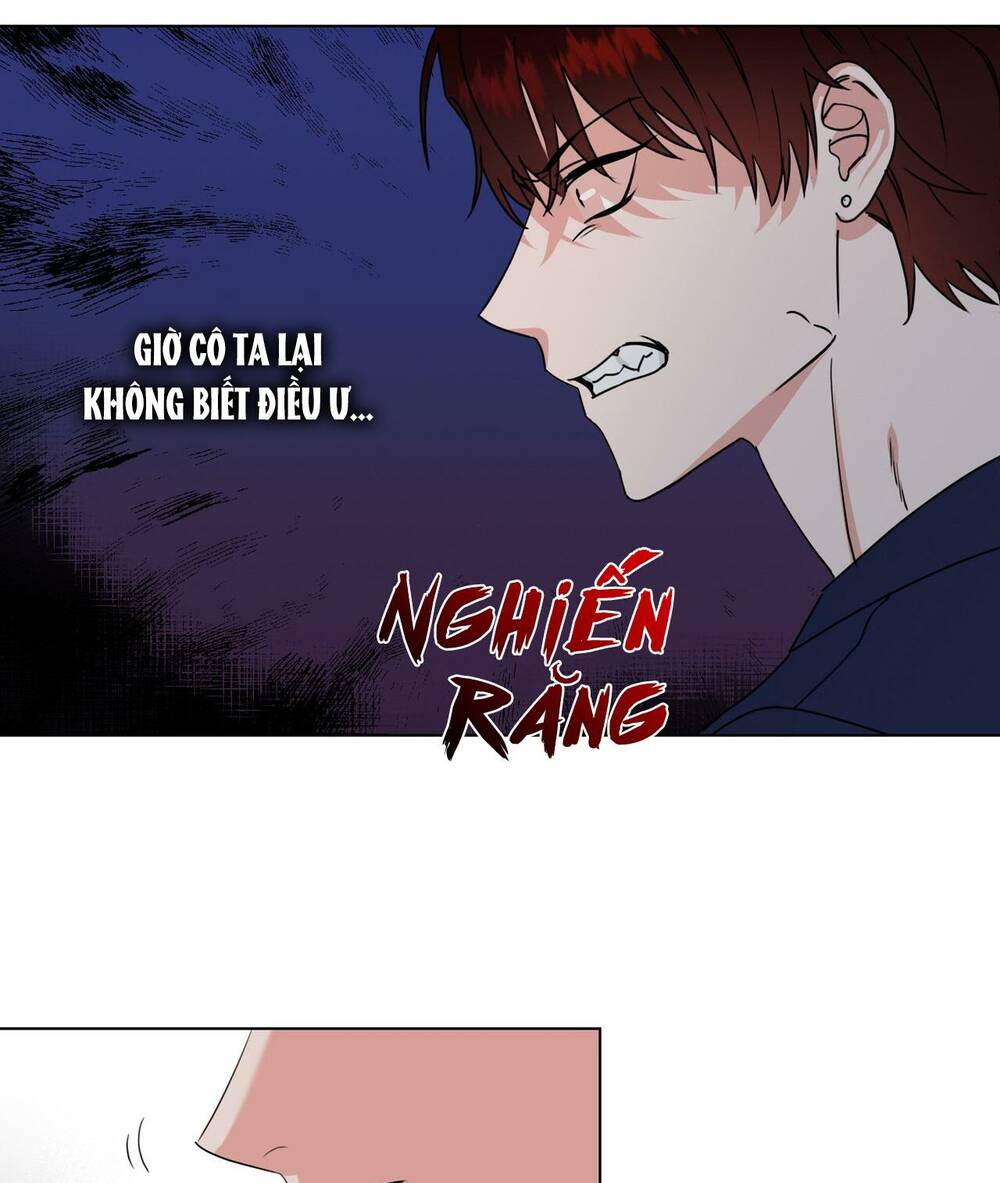 GIỜ CÔ TA LẠI
KHÔNG BIẾT ĐIỀU Ư...
NGHIẾN
RĂNG